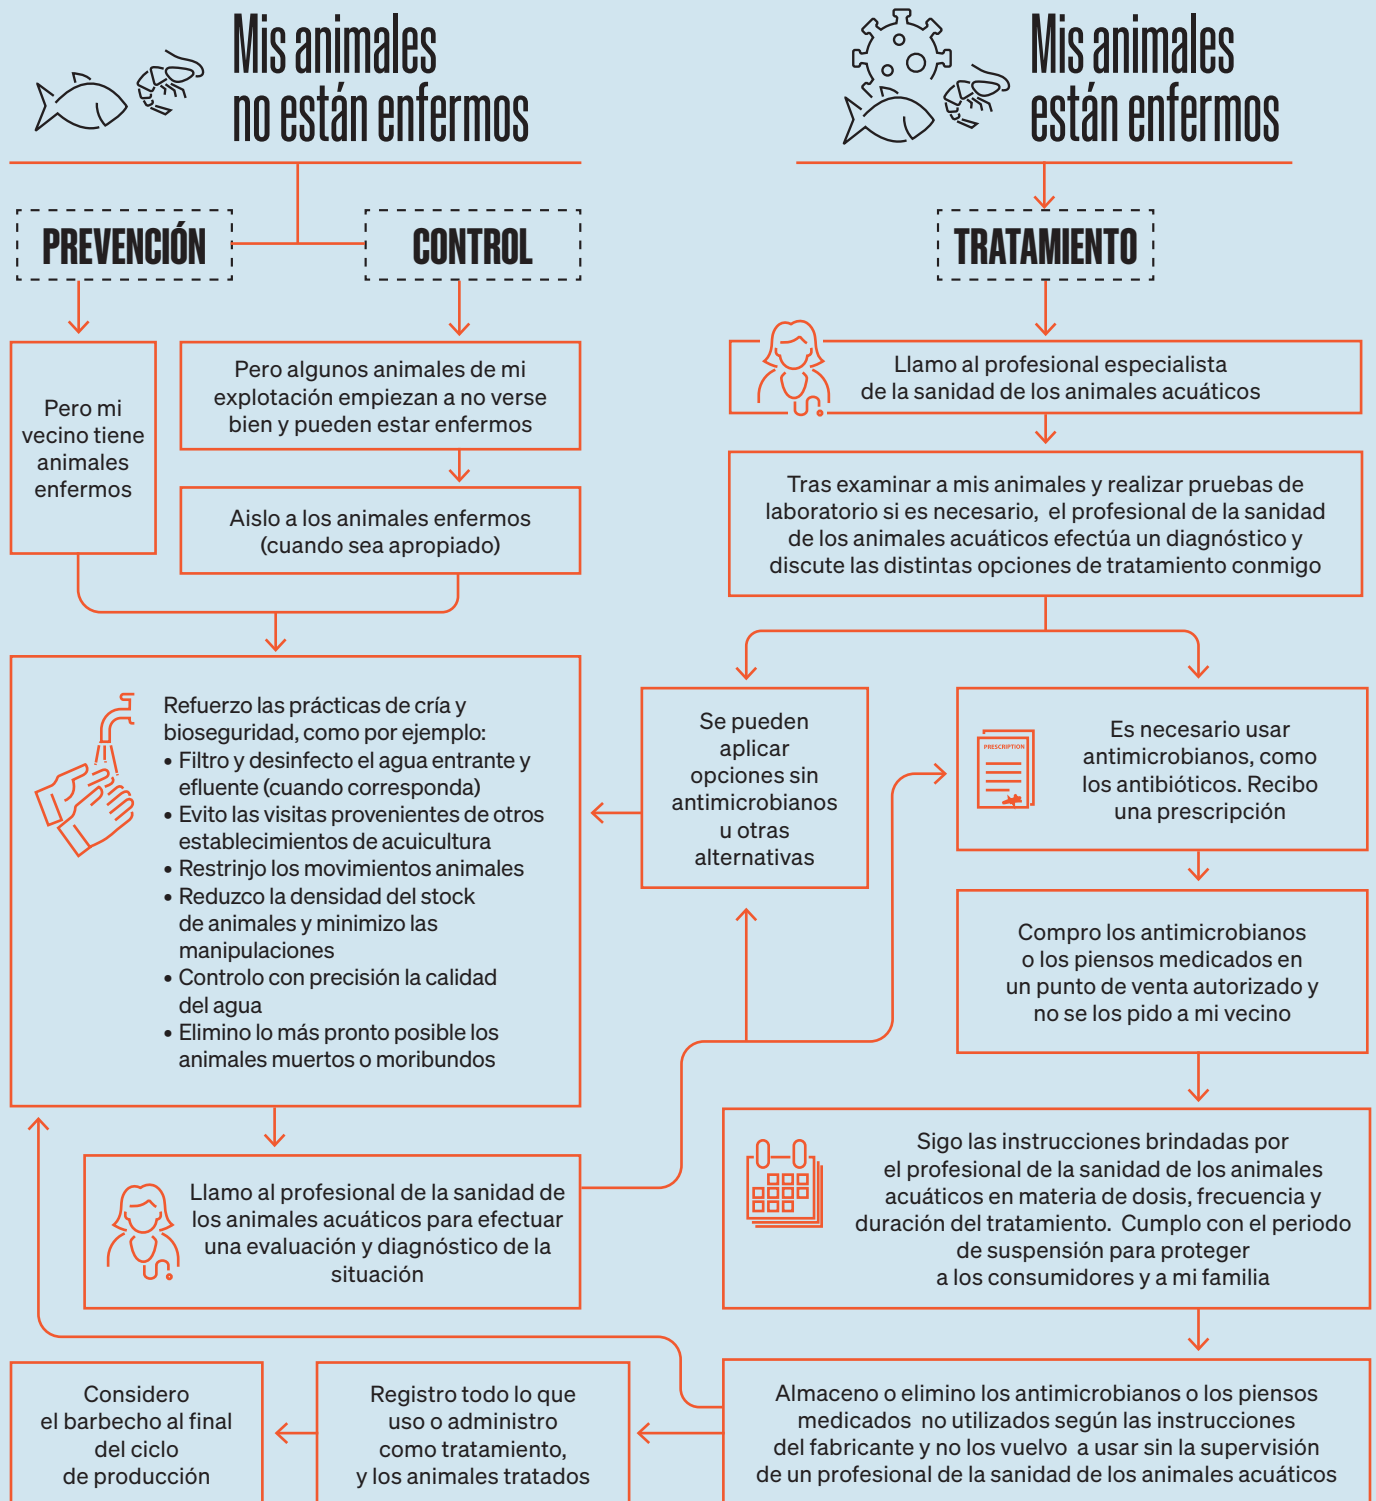 Mis animales
no están enfermos
Mis animales
están enfermos
PREVENCIÓN
CONTROL
TRATAMIENTO
Pero mi
vecino tiene
animales
enfermos
Pero algunos animales de mi
explotación empiezan a no verse
bien y pueden estar enfermos
Aislo a los animales enfermos
(cuando sea apropiado)
Llamo al profesional especialista
de la sanidad de los animales acuáticos
Tras examinar a mis animales y realizar pruebas de
laboratorio si es necesario, el profesional de la sanidad
de los animales acuáticos efectúa un diagnóstico y
discute las distintas opciones de tratamiento conmigo
Refuerzo las prácticas de cría y
bioseguridad, como por ejemplo:
• Filtro y desinfecto el agua entrante y
efluente (cuando corresponda)
• Evito las visitas provenientes de otros
establecimientos de acuicultura
• Restrinjo los movimientos animales
• Reduzco la densidad del stock
de animales y minimizo las
manipulaciones
• Controlo con precisión la calidad
del agua
• Elimino lo más pronto posible los
animales muertos o moribundos
Se pueden
aplicar
opciones sin
antimicrobianos
u otras
alternativas
PRESCRIPTION
Es necesario usar
antimicrobianos, como
los antibióticos. Recibo
una prescripción
Compro los antimicrobianos
o los piensos medicados en
un punto de venta autorizado y
no se los pido a mi vecino
Llamo al profesional de la sanidad de
los animales acuáticos para efectuar
una evaluación y diagnóstico de la
situación
Sigo las instrucciones brindadas por
el profesional de la sanidad de los animales
acuáticos en materia de dosis, frecuencia y
duración del tratamiento. Cumplo con el periodo
de suspensión para proteger
a los consumidores y a mi familia
Considero
el barbecho al final
del ciclo
de producción
Registro todo lo que
uso o administro
como tratamiento,
y los animales tratados
Almaceno o elimino los antimicrobianos o los piensos
medicados no utilizados según las instrucciones
del fabricante y no los vuelvo a usar sin la supervisión
de un profesional de la sanidad de los animales acuáticos